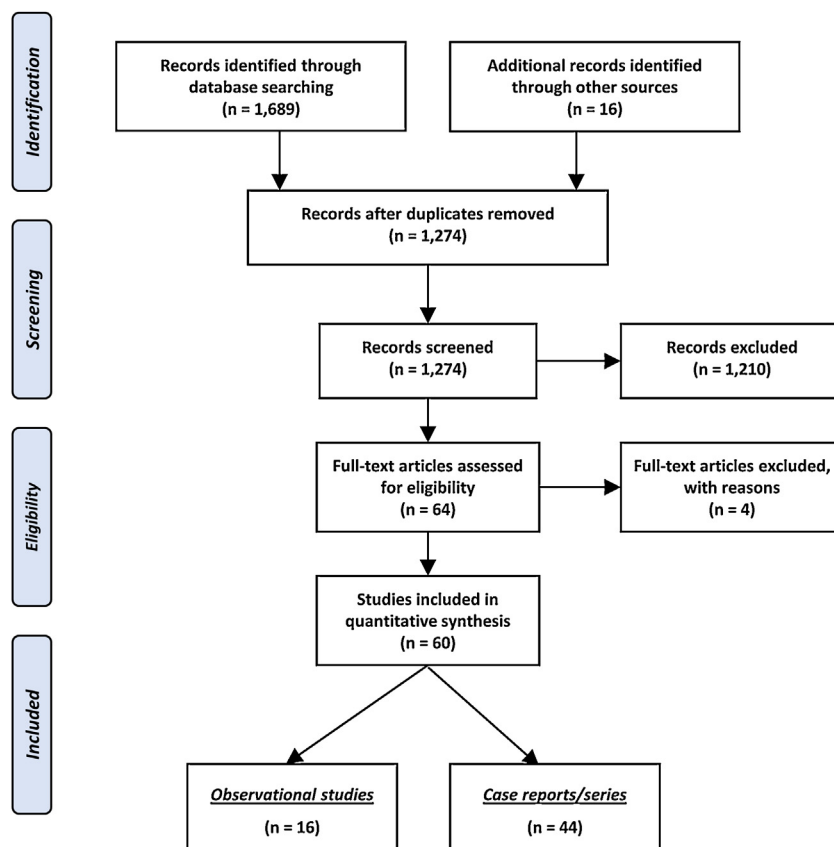 Identification
Records identified through
database searching
(n = 1,689)
Additional records identified
through other sources
(n = 16)
Records after duplicates removed
(n = 1,274)
Screening
Records screened
(n = 1,274)
Records excluded
(n = 1,210)
Eligibility
Full-text articles assessed
for eligibility
(n = 64)
Full-text articles excluded,
with reasons
(n = 4)
Studies included in
quantitative synthesis
(n = 60)
Included
Observational studies
(n = 16)
Case reports/series
(n = 44)